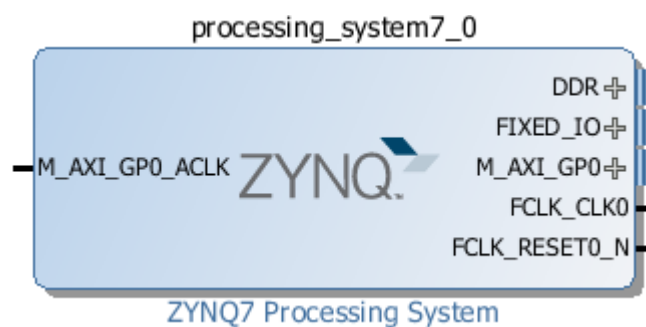 processing_system7_0
DDR
FIXED_IO
M_AXI_GP0_ACLK ZYNQ M_AXI_GP0
FCLK_CLK0
FCLK_RESET0_N
ZYNQ7 Processing System